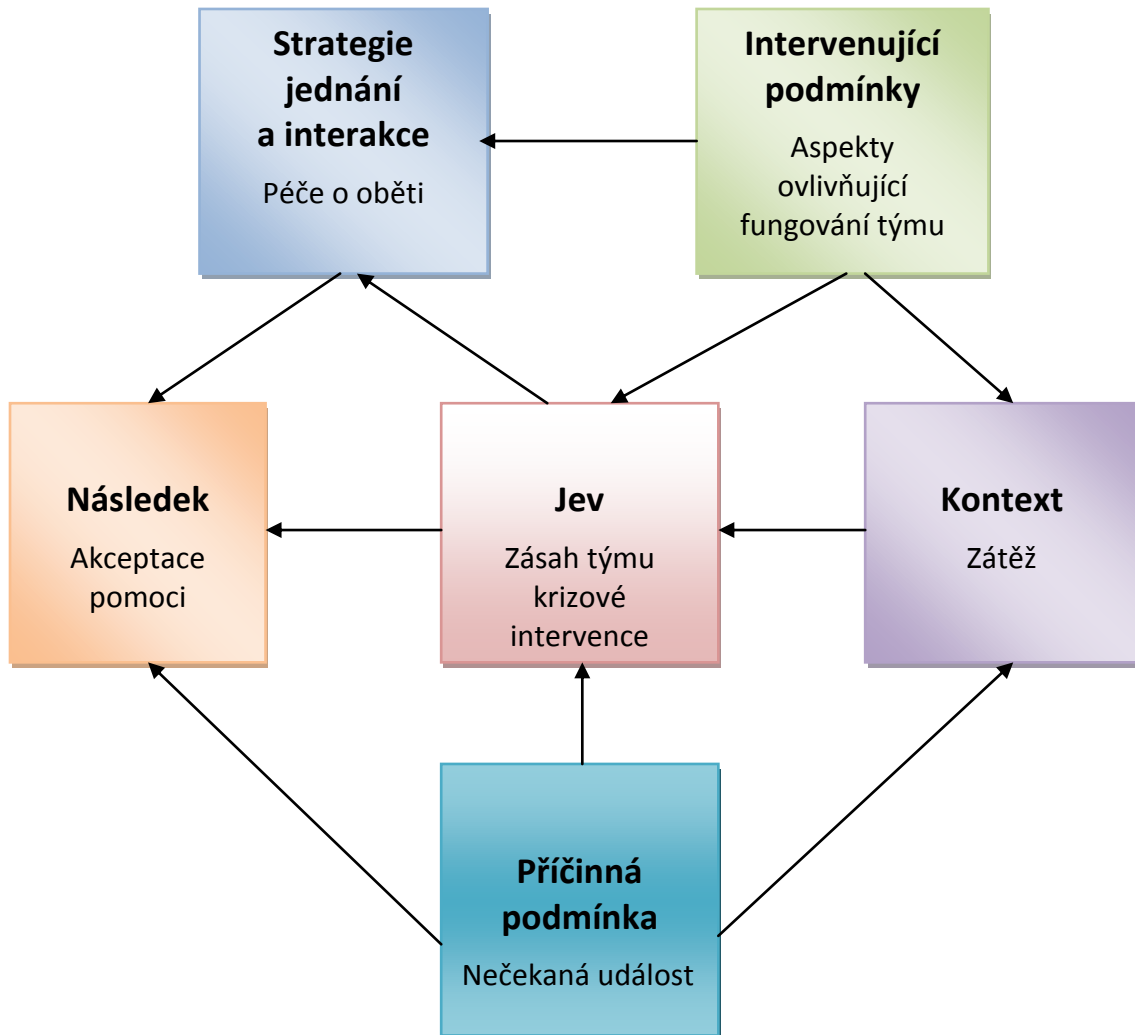 Strategie
jednání
a interakce
Péče o oběti
Intervenující
podmínky
Aspekty
ovlivňující
fungování týmu
Následek
Akceptace
pomoci
Jev
Zásah týmu
krizové
intervence
Kontext
Zátěž
Příčinná
podmínka
Nečekaná událost